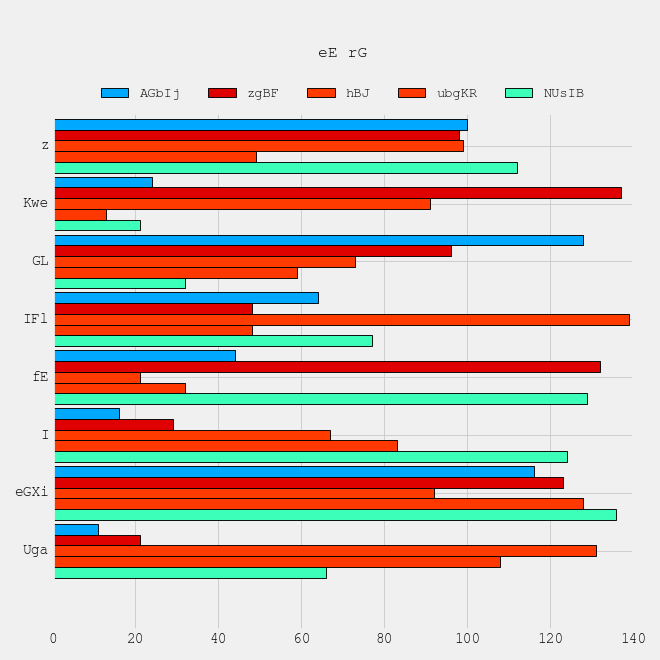 eE rG
AGbIj zgBF hBJ ubgKR NUsIB
z
Kwe
GL
IFl
fE
I
eGXi
Uga
0 20 40 60 80 100 120 140